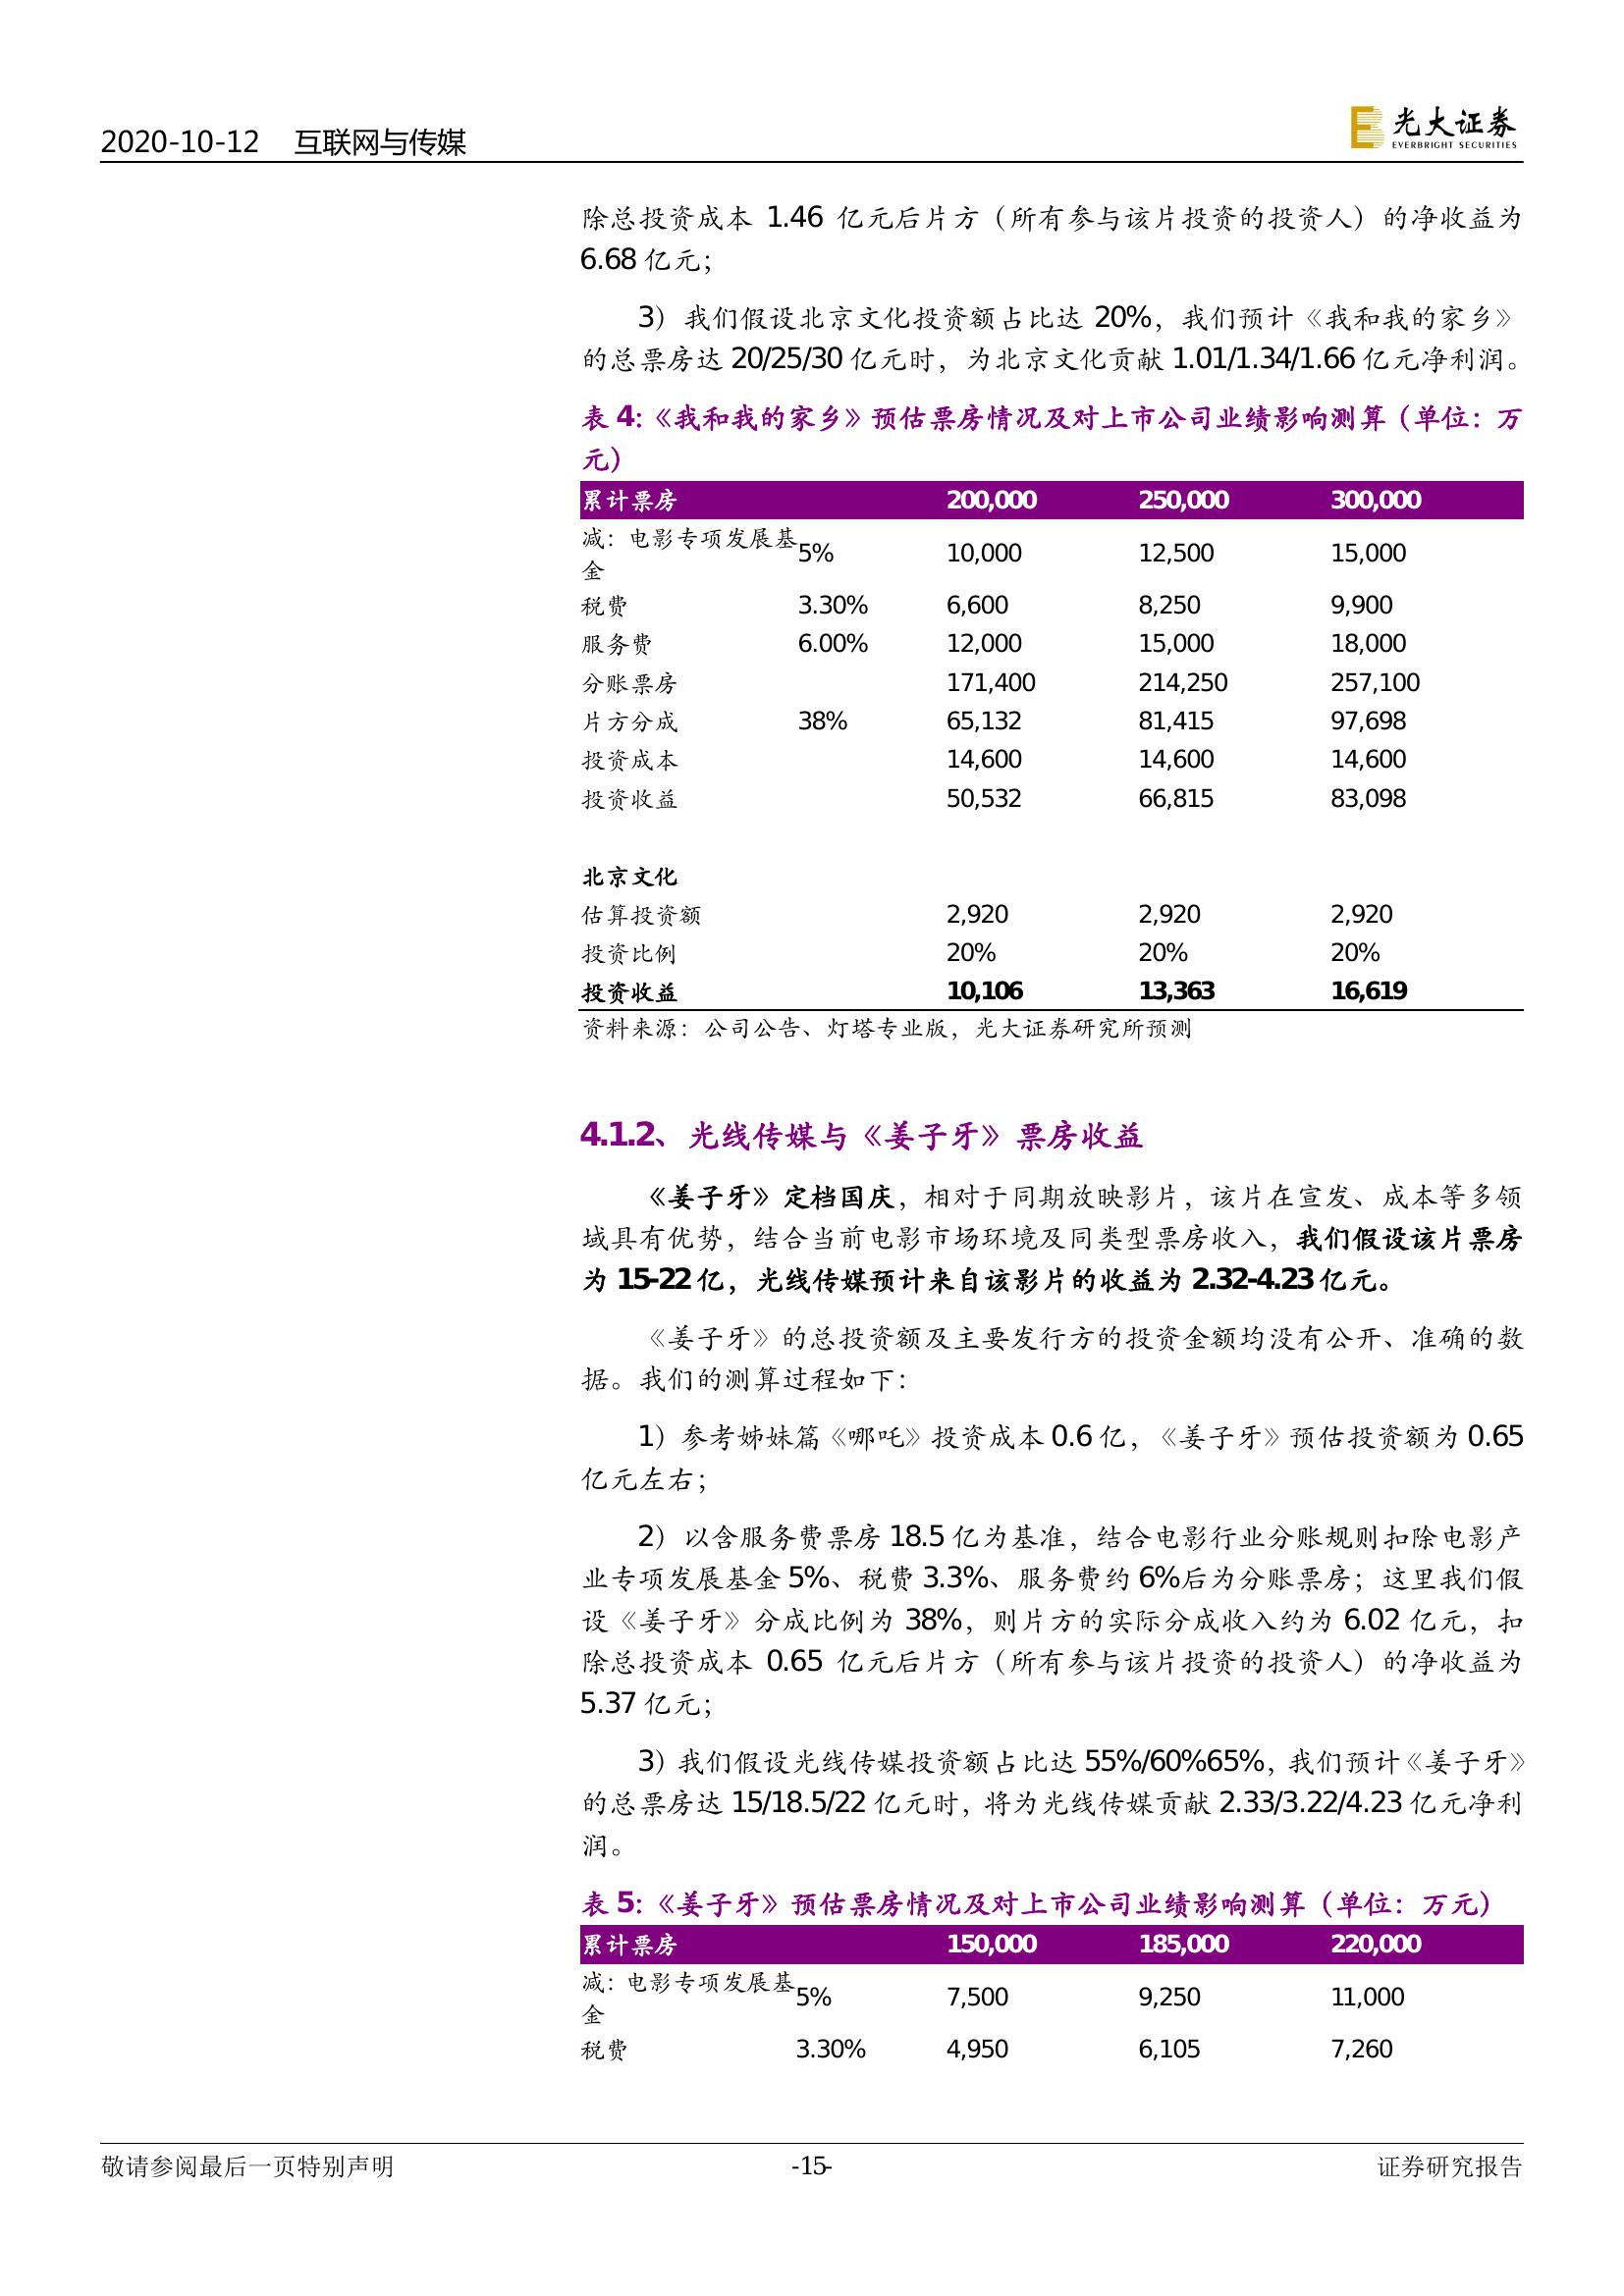 2020-10-12 互联网与传媒
光大证券
EVERBRIGHT SECURITIES
除总投资成本 1.46 亿元后片方（所有参与该片投资的投资人）的净收益为
6.68 亿元；
3）我们假设北京文化投资额占比达 20%，我们预计《我和我的家乡》
的总票房达 20/25/30 亿元时，为北京文化贡献 1.01/1.34/1.66 亿元净利润。
表 4:《我和我的家乡》预估票房情况及对上市公司业绩影响测算（单位：万
元）
累计票房 200,000 250,000 300,000
减：电影专项发展基
金 5% 10,000 12,500 15,000
税费 3.30% 6,600 8,250 9,900
服务费 6.00% 12,000 15,000 18,000
分账票房 171,400 214,250 257,100
片方分成 38% 65,132 81,415 97,698
投资成本 14,600 14,600 14,600
投资收益 50,532 66,815 83,098
北京文化
估算投资额 2,920 2,920 2,920
投资比例 20% 20% 20%
投资收益 10,106 13,363 16,619
资料来源：公司公告、灯塔专业版，光大证券研究所预测
4.1.2、光线传媒与《姜子牙》票房收益
《姜子牙》定档国庆，相对于同期放映影片，该片在宣发、成本等多领
域具有优势，结合当前电影市场环境及同类型票房收入，我们假设该片票房
为 15-22 亿，光线传媒预计来自该影片的收益为 2.32-4.23 亿元。
《姜子牙》的总投资额及主要发行方的投资金额均没有公开、准确的数
据。我们的测算过程如下：
1）参考姊妹篇《哪吒》投资成本 0.6 亿，《姜子牙》预估投资额为 0.65
亿元左右；
2）以含服务费票房 18.5 亿为基准，结合电影行业分账规则扣除电影产
业专项发展基金 5%、税费 3.3%、服务费约 6%后为分账票房；这里我们假
设《姜子牙》分成比例为 38%，则片方的实际分成收入约为 6.02 亿元，扣
除总投资成本 0.65 亿元后片方（所有参与该片投资的投资人）的净收益为
5.37 亿元；
3）我们假设光线传媒投资额占比达 55%/60%65%，我们预计《姜子牙》
的总票房达 15/18.5/22 亿元时，将为光线传媒贡献 2.33/3.22/4.23 亿元净利
润。
表 5:《姜子牙》预估票房情况及对上市公司业绩影响测算（单位：万元）
累计票房 150,000 185,000 220,000
减：电影专项发展基
金 5% 7,500 9,250 11,000
税费 3.30% 4,950 6,105 7,260
敬请参阅最后一页特别声明 -15- 证券研究报告